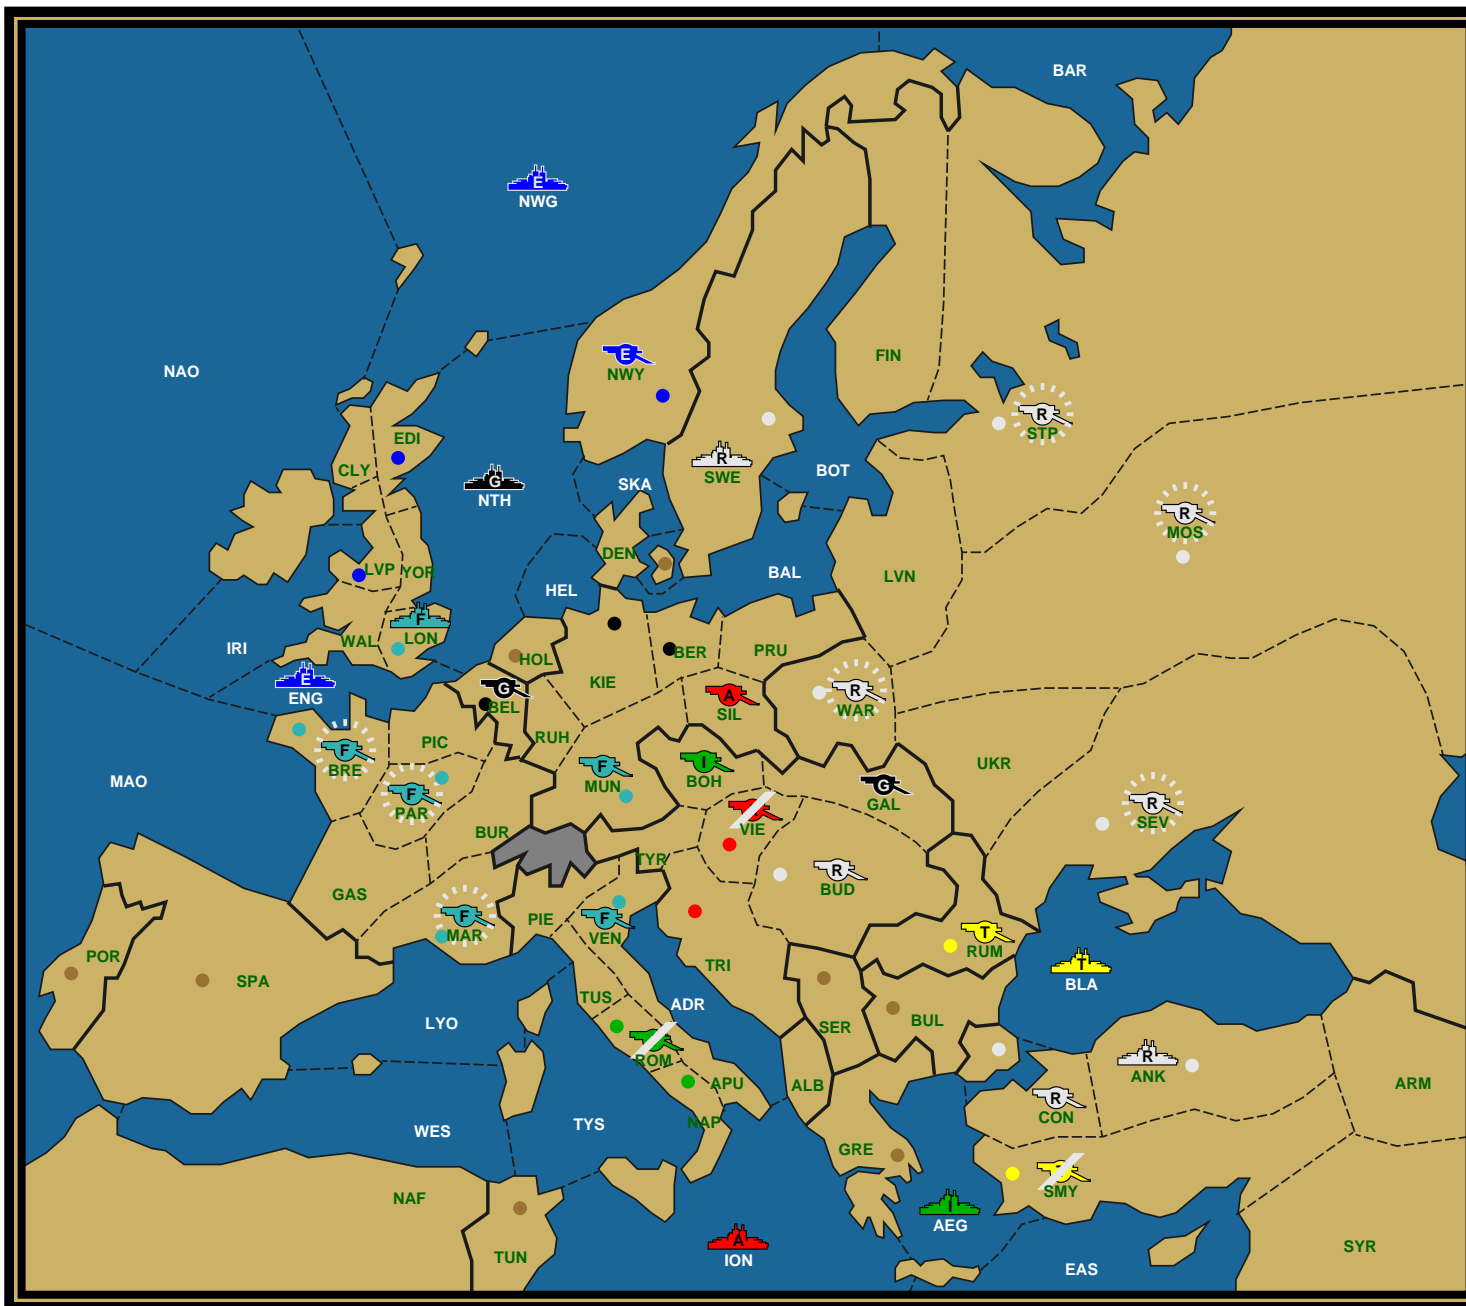 BAR
E
NWG
NAO
E
NWY
FIN
R
STP
EDI
CLY
R
SWE
G
NTH
SKA
BOT
R
MOS
DEN
LVP
YOR
HEL
BAL
LVN
F
LON
WAL
IRI
HOL
BER
PRU
E
ENG
G
BEL
KIE
A
SIL
R
WAR
PIC
RUH
F
BRE
F
MUN
I
BOH
UKR
MAO
F
PAR
G
GAL
R
SEV
BUR
VIE
TYR
R
BUD
GAS
F
MAR
PIE
F
VEN
T
RUM
POR
SPA
TRI
T
BLA
TUS
ADR
LYO
SER
BUL
ROM
R
ANK
APU
ALB
R
CON
ARM
WES
TYS
NAP
GRE
SMY
NAF
I
AEG
A
ION
TUN
EAS
SYR